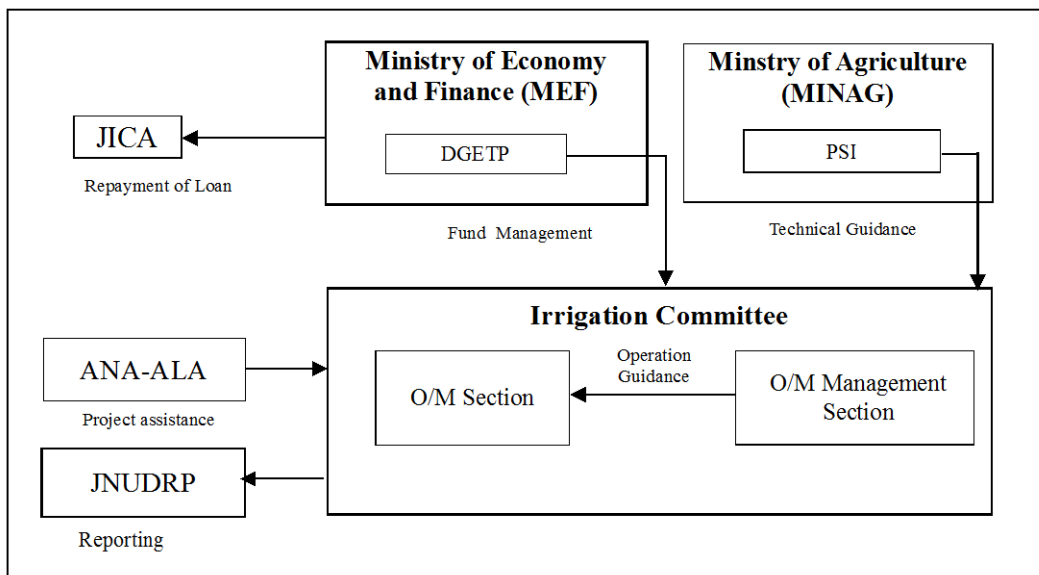 Ministry of Economy
and Finance (MEF)
DGETP
Minstry of Agriculture
(MINAG)
PSI
JICA
Repayment of Loan
Fund Management
Technical Guidance
Irrigation Committee
ANA-ALA
Project assistance
O/M Section
Operation
Guidance
O/M Management
Section
JNUDRP
Reporting